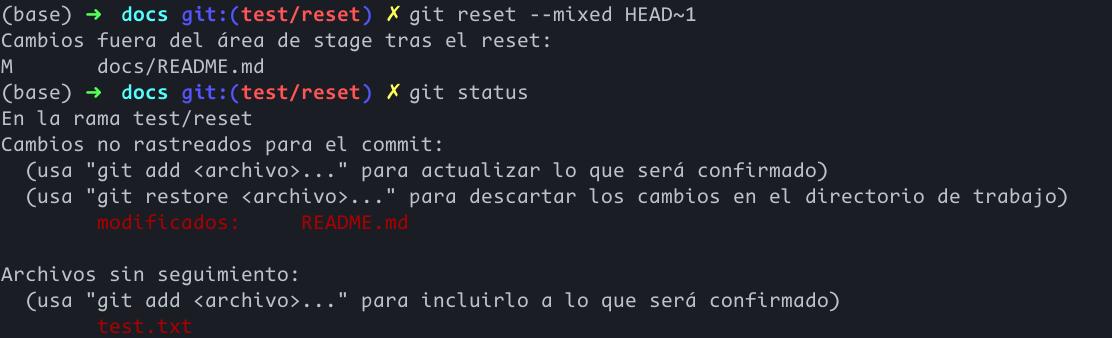 (base) ➜ docs git:(test/reset) ✗ git reset --mixed HEAD~1
Cambios fuera del área de stage tras el reset:
M       docs/README.md
(base) ➜ docs git:(test/reset) ✗ git status
En la rama test/reset
Cambios no rastreados para el commit:
  (usa "git add <archivo>..." para actualizar lo que será confirmado)
  (usa "git restore <archivo>..." para descartar los cambios en el directorio de trabajo)
        modificados:     README.md

Archivos sin seguimiento:
  (usa "git add <archivo>..." para incluirlo a lo que será confirmado)
        test.txt